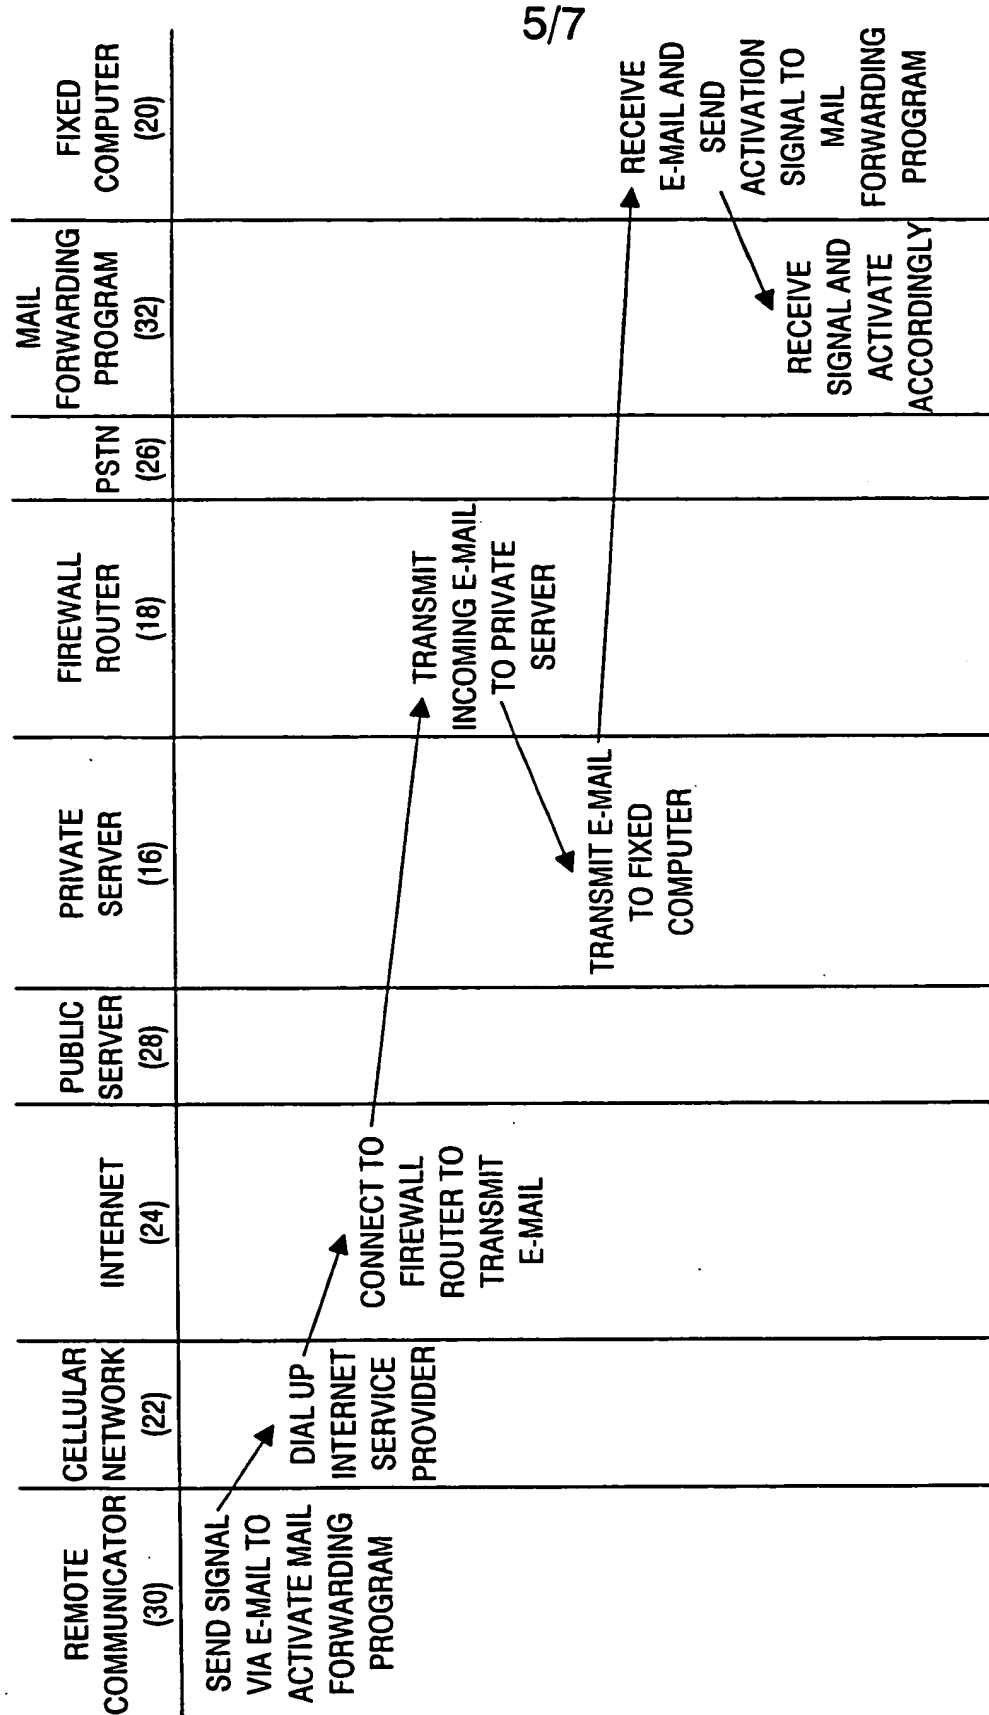 5/7
REMOTE
COMMUNICATOR
(30)
CELLULAR
NETWORK
(22)
INTERNET
(24)
PUBLIC
SERVER
(28)
PRIVATE
SERVER
(16)
FIREWALL
ROUTER
(18)
PSTN
(26)
MAIL
FORWARDING
PROGRAM
(32)
FIXED
COMPUTER
(20)
SEND SIGNAL
VIA E-MAIL TO
ACTIVATE MAIL
FORWARDING
PROGRAM
DIAL UP
INTERNET
SERVICE
PROVIDER
CONNECT TO
FIREWALL
ROUTER TO
TRANSMIT
E-MAIL
TRANSMIT
INCOMING E-MAIL
TO PRIVATE
SERVER
TRANSMIT E-MAIL
TO FIXED
COMPUTER
RECEIVE
E-MAIL AND
SEND
ACTIVATION
SIGNAL TO
MAIL
FORWARDING
PROGRAM
RECEIVE
SIGNAL AND
ACTIVATE
ACCORDINGLY